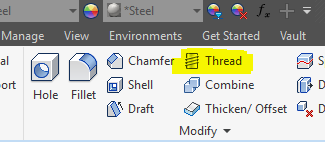 *Steel
Manage View Environments Get Started Vault
Hole Fillet
Chamfer Thread
Shell Combine
Draft Thicken/ Offset
Modify